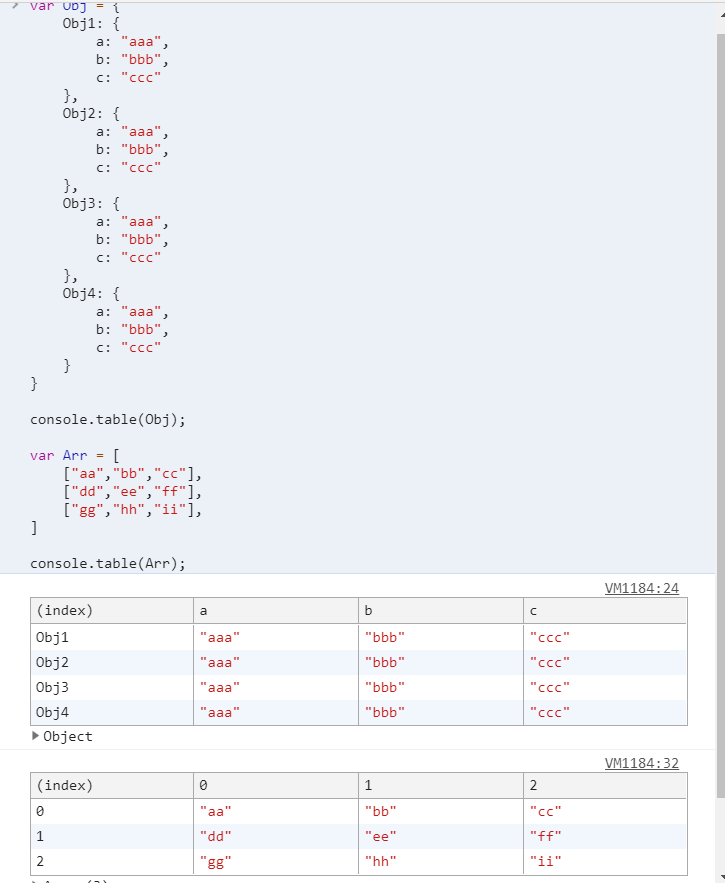 var Obj = {
    Obj1: {
        a: "aaa",
        b: "bbb",
        c: "ccc"
    },
    Obj2: {
        a: "aaa",
        b: "bbb",
        c: "ccc"
    },
    Obj3: {
        a: "aaa",
        b: "bbb",
        c: "ccc"
    },
    Obj4: {
        a: "aaa",
        b: "bbb",
        c: "ccc"
    }
}
console.table(Obj);
var Arr = [
    ["aa","bb","cc"],
    ["dd","ee","ff"],
    ["gg","hh","ii"],
]
console.table(Arr);
VM1184:24
(index) a b c
Obj1 "aaa" "bbb" "ccc"
Obj2 "aaa" "bbb" "ccc"
Obj3 "aaa" "bbb" "ccc"
Obj4 "aaa" "bbb" "ccc"
Object
VM1184:32
(index) 0 1 2
0 "aa" "bb" "cc"
1 "dd" "ee" "ff"
2 "gg" "hh" "ii"